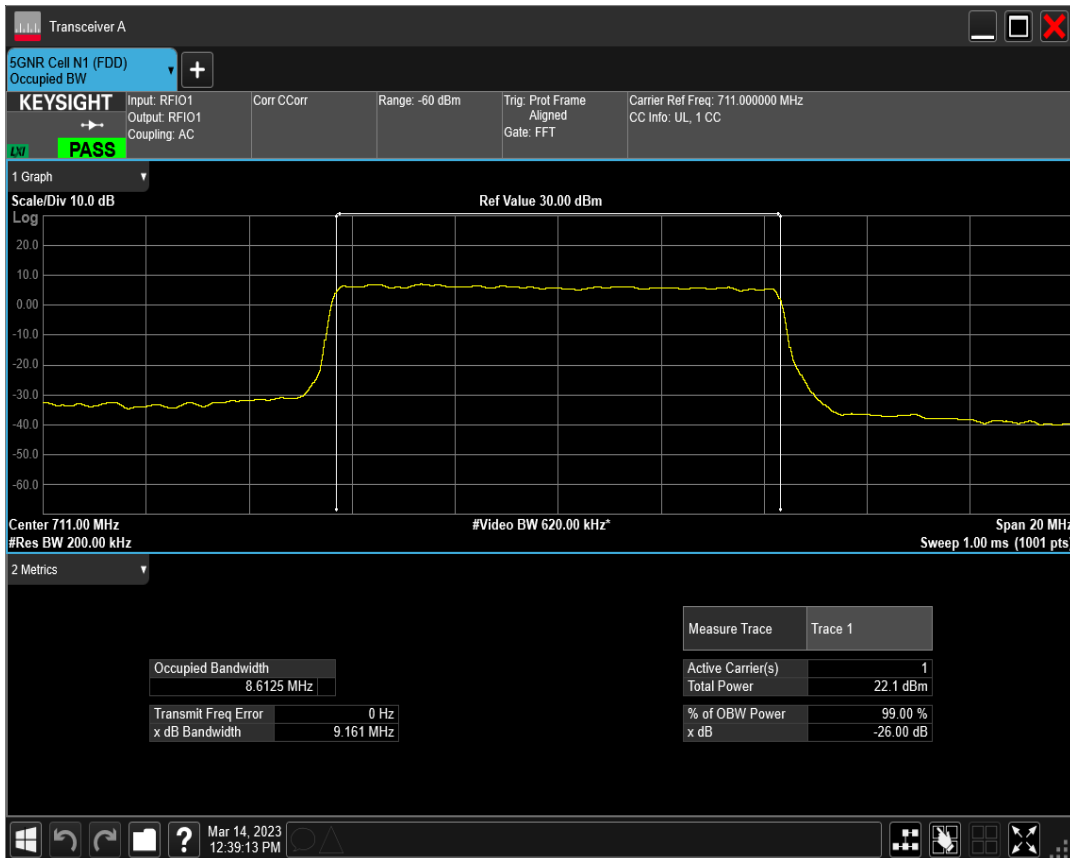 Transceiver A
5GNR Cell N1 (FDD)
Occupied BW
+
KEYSIGHT
LXI
PASS
Input: RFIO1
Output: RFIO1
Coupling: AC
Corr CCorr
Range: -60 dBm
Trig: Prot Frame
Aligned
Gate: FFT
Carrier Ref Freq: 711.000000 MHz
CC Info: UL, 1 CC
1 Graph
Scale/Div 10.0 dB
Ref Value 30.00 dBm
Log
20.0
10.0
0.00
-10.0
-20.0
-30.0
-40.0
-50.0
-60.0
Center 711.00 MHz
#Video BW 620.00 kHz*
Span 20 MHz
#Res BW 200.00 kHz
Sweep 1.00 ms (1001 pts)
2 Metrics
Measure Trace Trace 1
Occupied Bandwidth
8.6125 MHz
Active Carrier(s) 1
Total Power 22.1 dBm
Transmit Freq Error 0 Hz
x dB Bandwidth 9.161 MHz
% of OBW Power 99.00 %
x dB -26.00 dB
?
Mar 14, 2023
12:39:13 PM